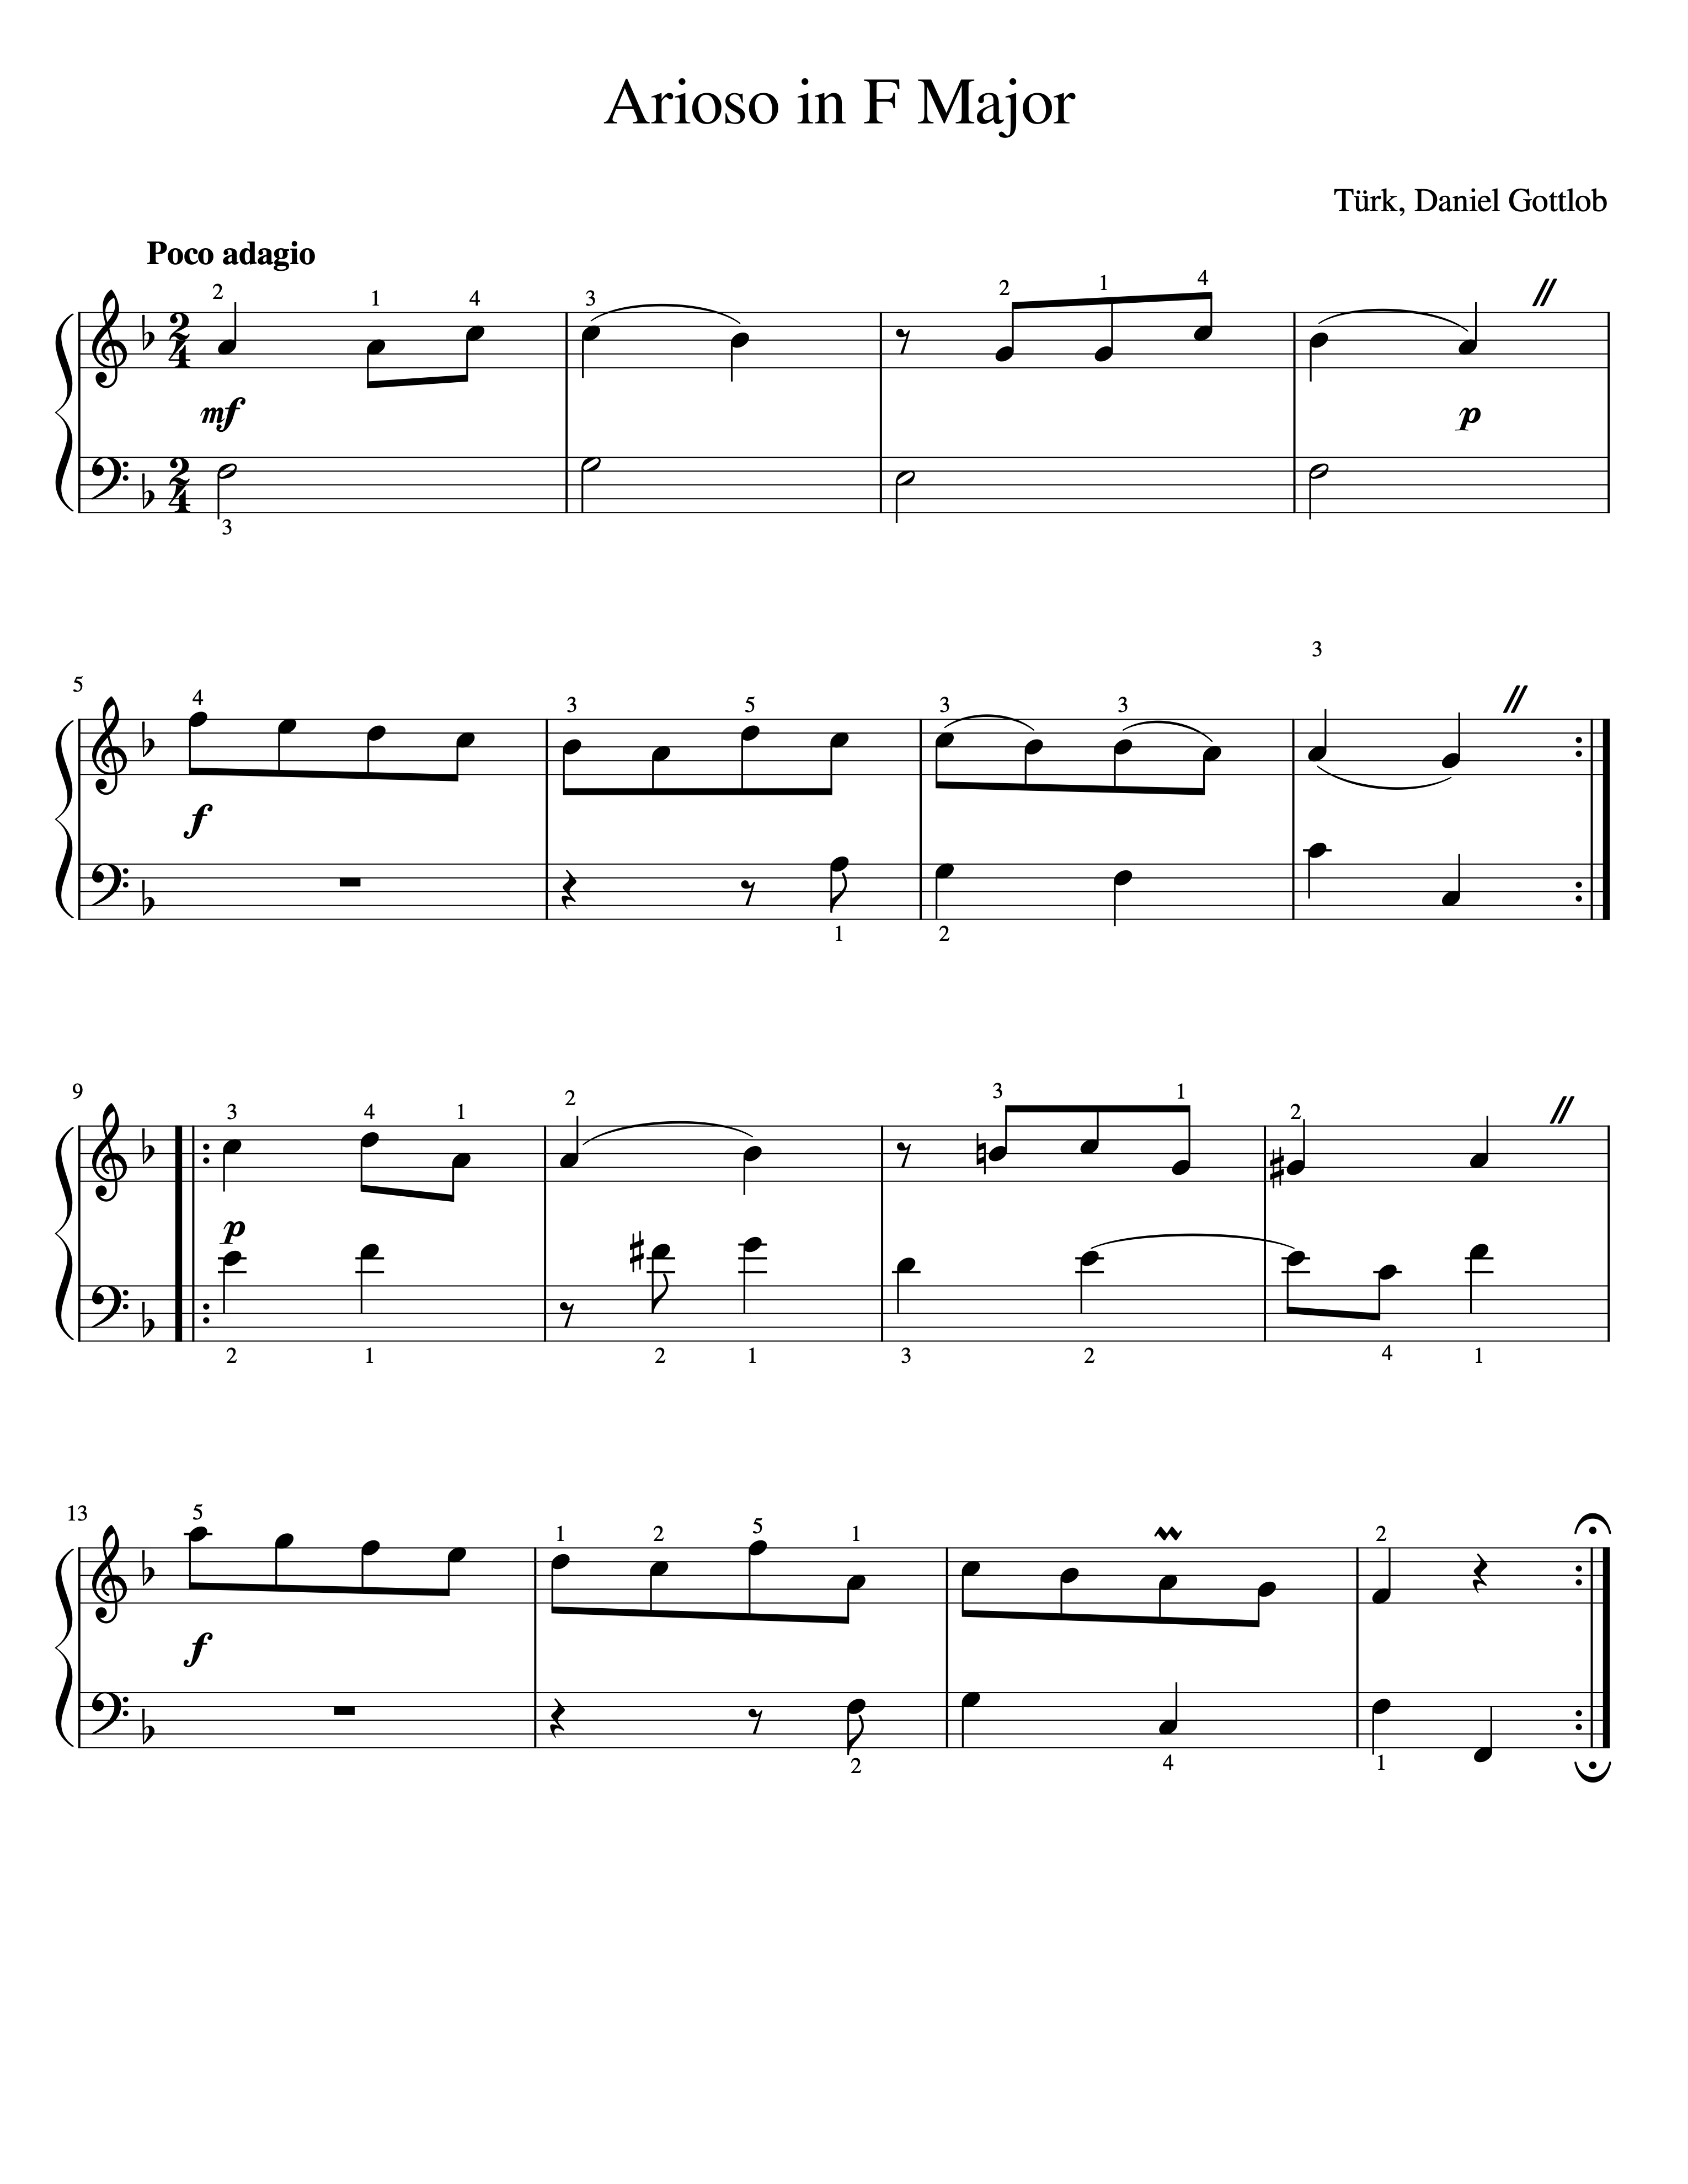 Arioso in F Major
Türk, Daniel Gottlob
Poco adagio
2 1 4 3 2 1 4
2 4
mf p
2 4
3
3
5 4 3 5 3 3
f
1 2
9 3 4 1 2 3 1 2
p
2 1 2 1 3 2 4 1
13 5 1 2 5 1 2
f
2 4 1